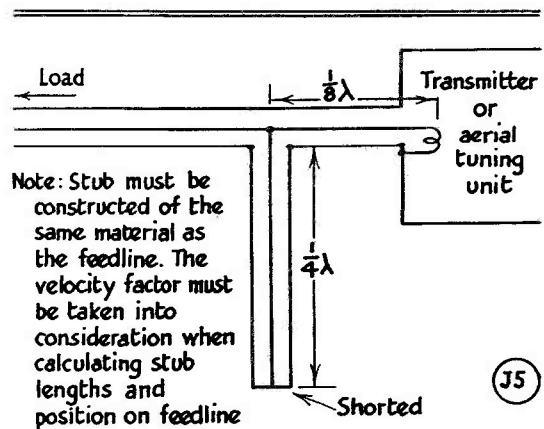 Load
1/8 λ
Transmitter
or
aerial
tuning
unit
Note: Stub must be
constructed of the
same material as
the feedline. The
velocity factor must
be taken into
consideration when
calculating stub
lengths and
position on feedline
1/4 λ
Shorted
J5